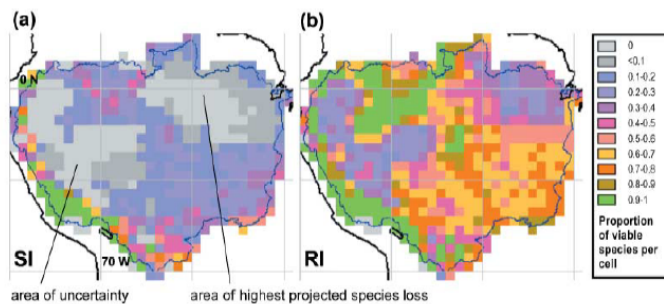 (a)
(b)
0 N
SI
70 W
RI
area of uncertainty
area of highest projected species loss
0
<0.1
0.1-0.2
0.2-0.3
0.3-0.4
0.4-0.5
0.5-0.6
0.6-0.7
0.7-0.8
0.8-0.9
0.9-1
Proportion
of viable
species per
cell